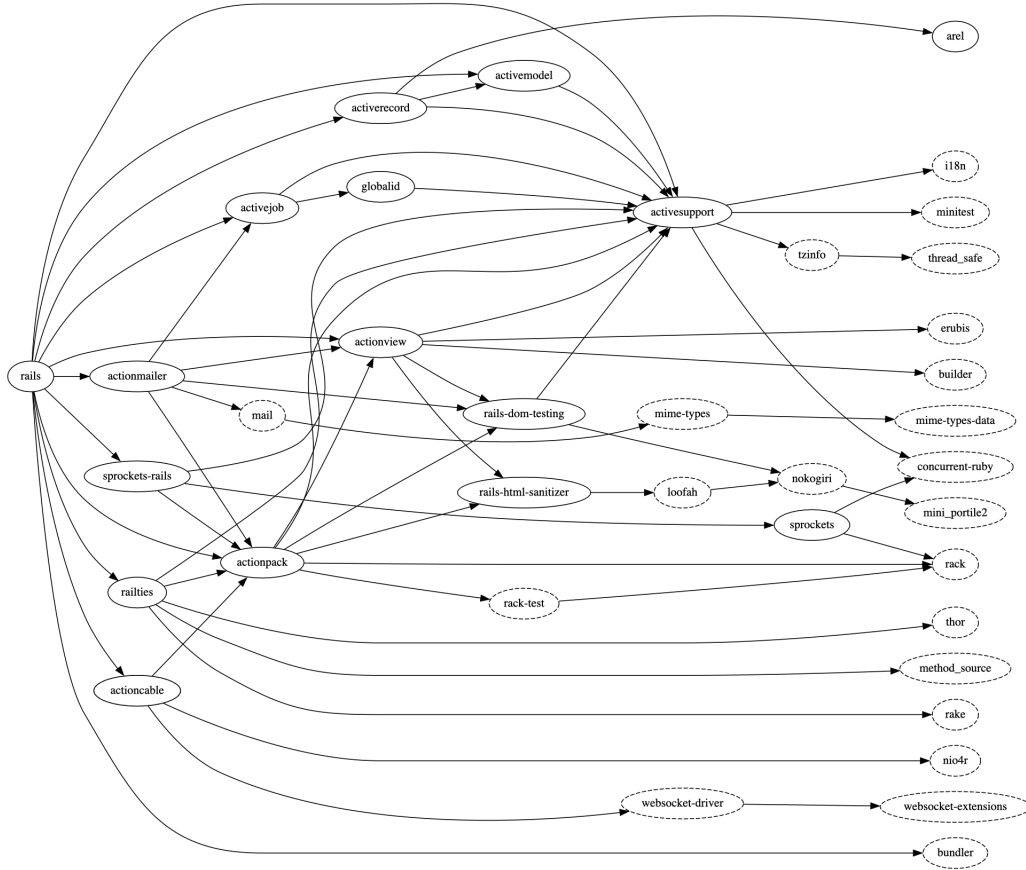 arel
activemodel
activerecord
i18n
globalid
activejob
activesupport
minitest
tzinfo
thread_safe
erubis
actionview
rails
actionmailer
builder
mail
rails-dom-testing
mime-types
mime-types-data
concurrent-ruby
sprockets-rails
nokogiri
rails-html-sanitizer
loofah
mini_portile2
sprockets
actionpack
rack
railties
rack-test
thor
method_source
actioncable
rake
nio4r
websocket-driver
websocket-extensions
bundler